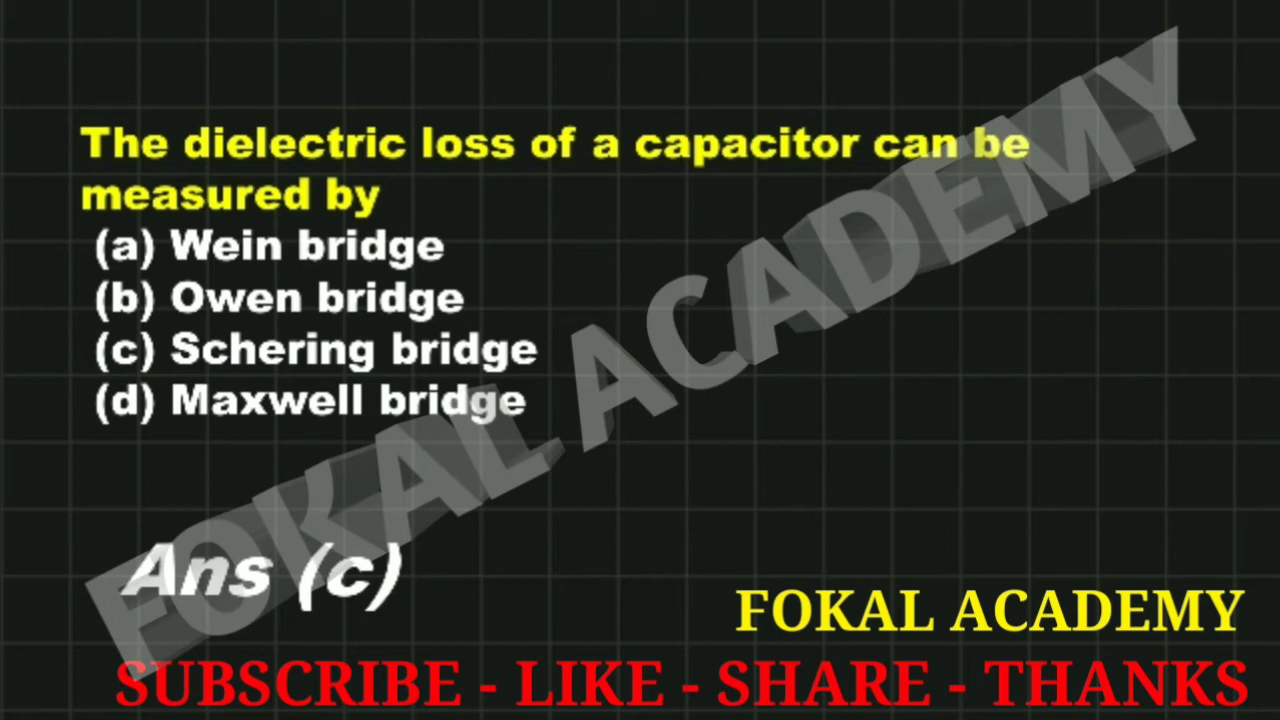 The dielectric loss of a capacitor can be
measured by
(a) Wein bridge
(b) Owen bridge
(c) Schering bridge
(d) Maxwell bridge
FOKAL ACADEMY
Ans (c)
FOKAL ACADEMY
SUBSCRIBE - LIKE - SHARE - THANKS